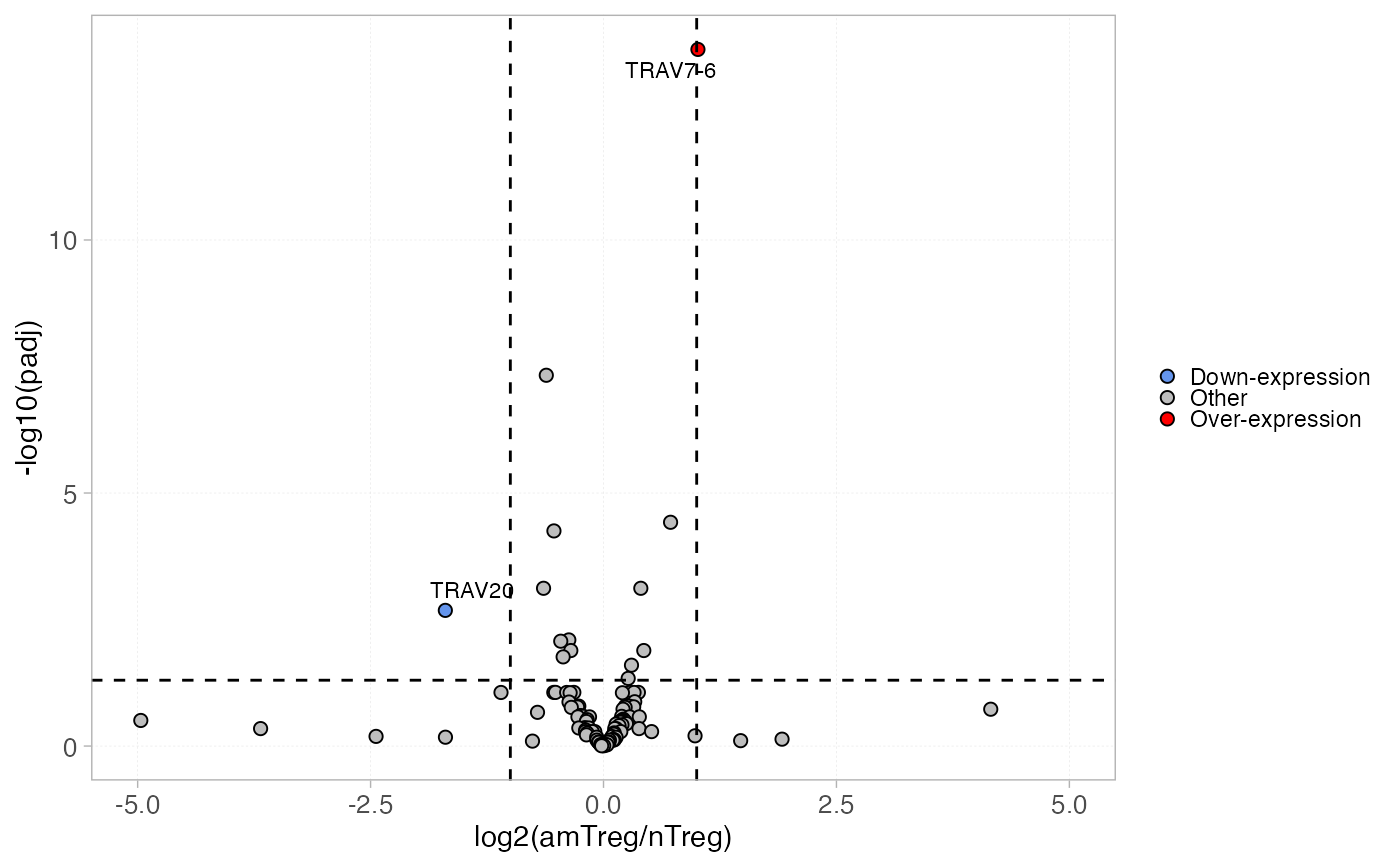 TRAV7-6
10
5
0
-log10(padj)
TRAV20
-5.0
-2.5
0.0
2.5
5.0
log2(amTreg/nTreg)
Down-expression
Other
Over-expression